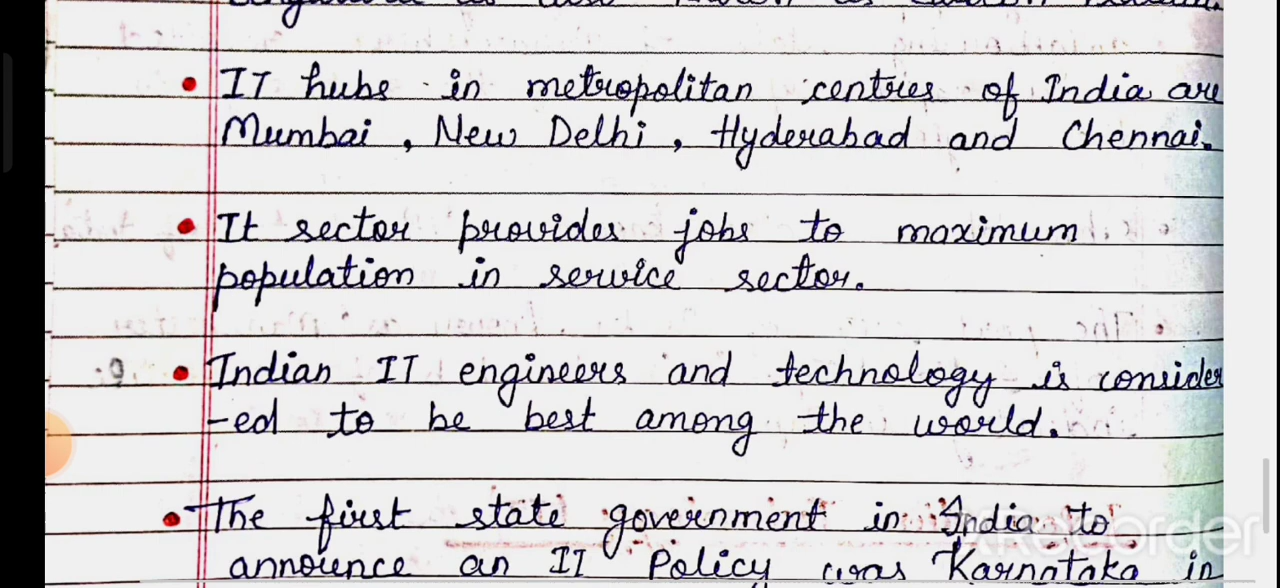 IT hubs in metropolitan centres of India are
Mumbai, New Delhi, Hyderabad and Chennai.
It sector provides jobs to maximum
population in service sector.
Indian IT engineers and technology is consider
-ed to be best among the world.
The first state government in India to
announce an IT Policy was Karnataka in